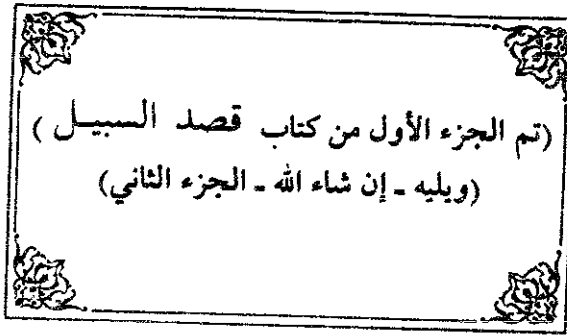 (تم الجزء الأول من كتاب قصد السبيل)
(ويليه - إن شاء الله - الجزء الثاني)